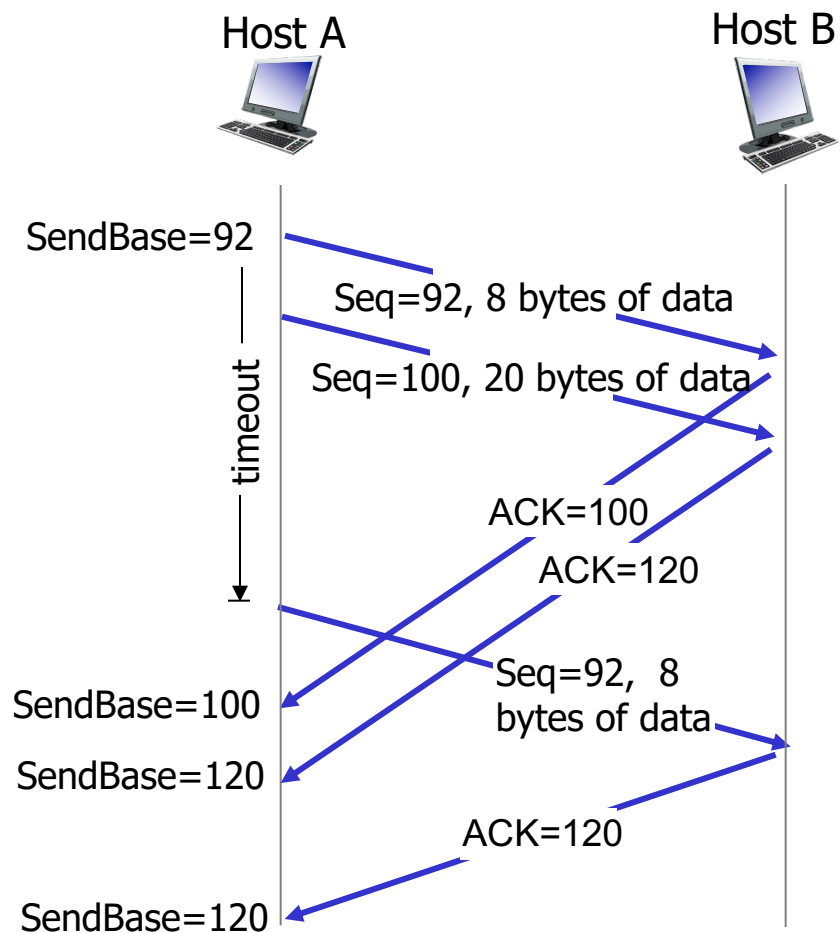 Host A
Host B
SendBase=92
Seq=92, 8 bytes of data
Seq=100, 20 bytes of data
timeout
ACK=100
ACK=120
Seq=92, 8
bytes of data
SendBase=100
SendBase=120
ACK=120
SendBase=120